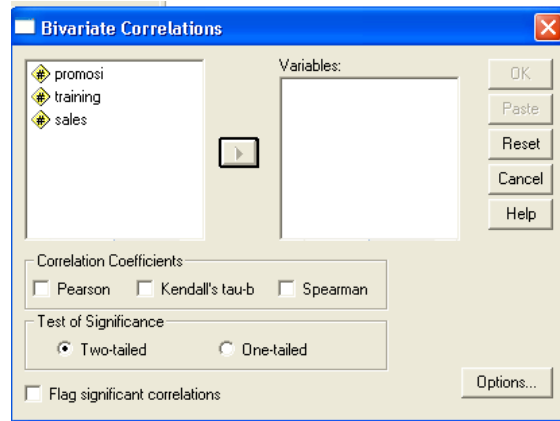 Bivariate Correlations
promosi
training
sales
Variables:
OK
Paste
Reset
Cancel
Help
Correlation Coefficients
Pearson Kendall's tau-b Spearman
Test of Significance
Two-tailed One-tailed
Flag significant correlations
Options...